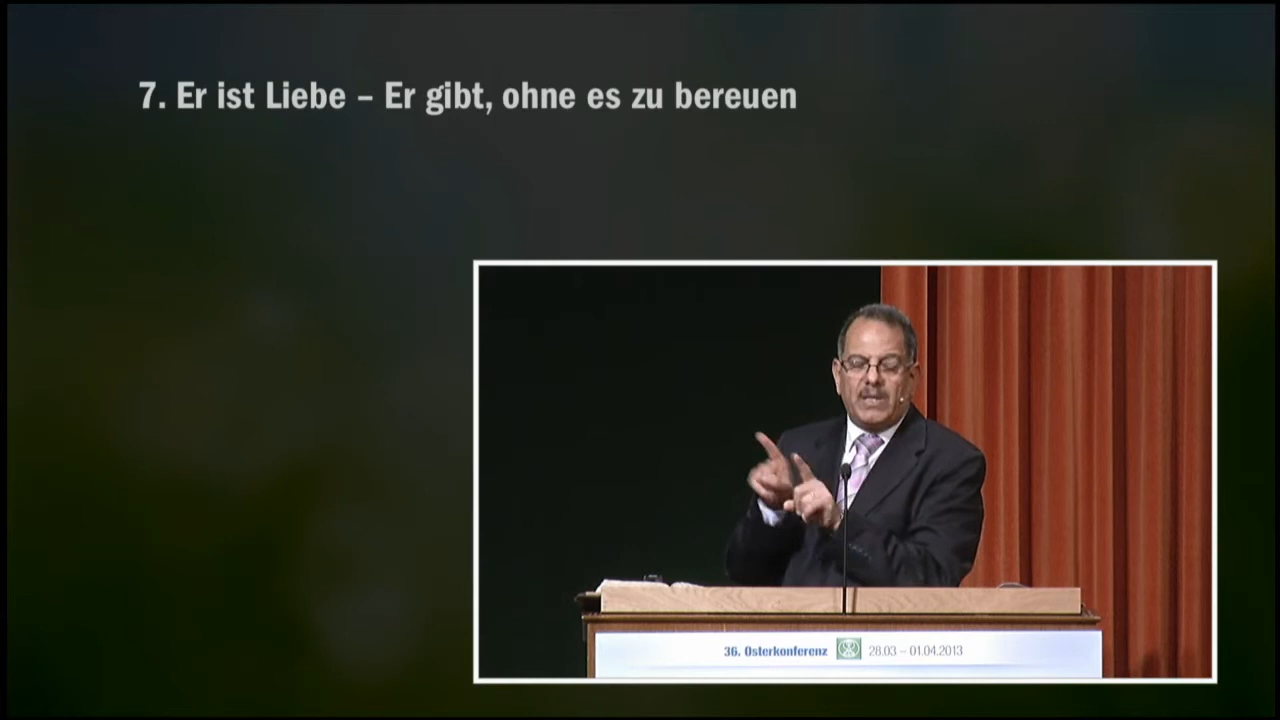 7. Er ist Liebe – Er gibt, ohne es zu bereuen
36. Osterkonferenz 28.03 – 01.04.2013